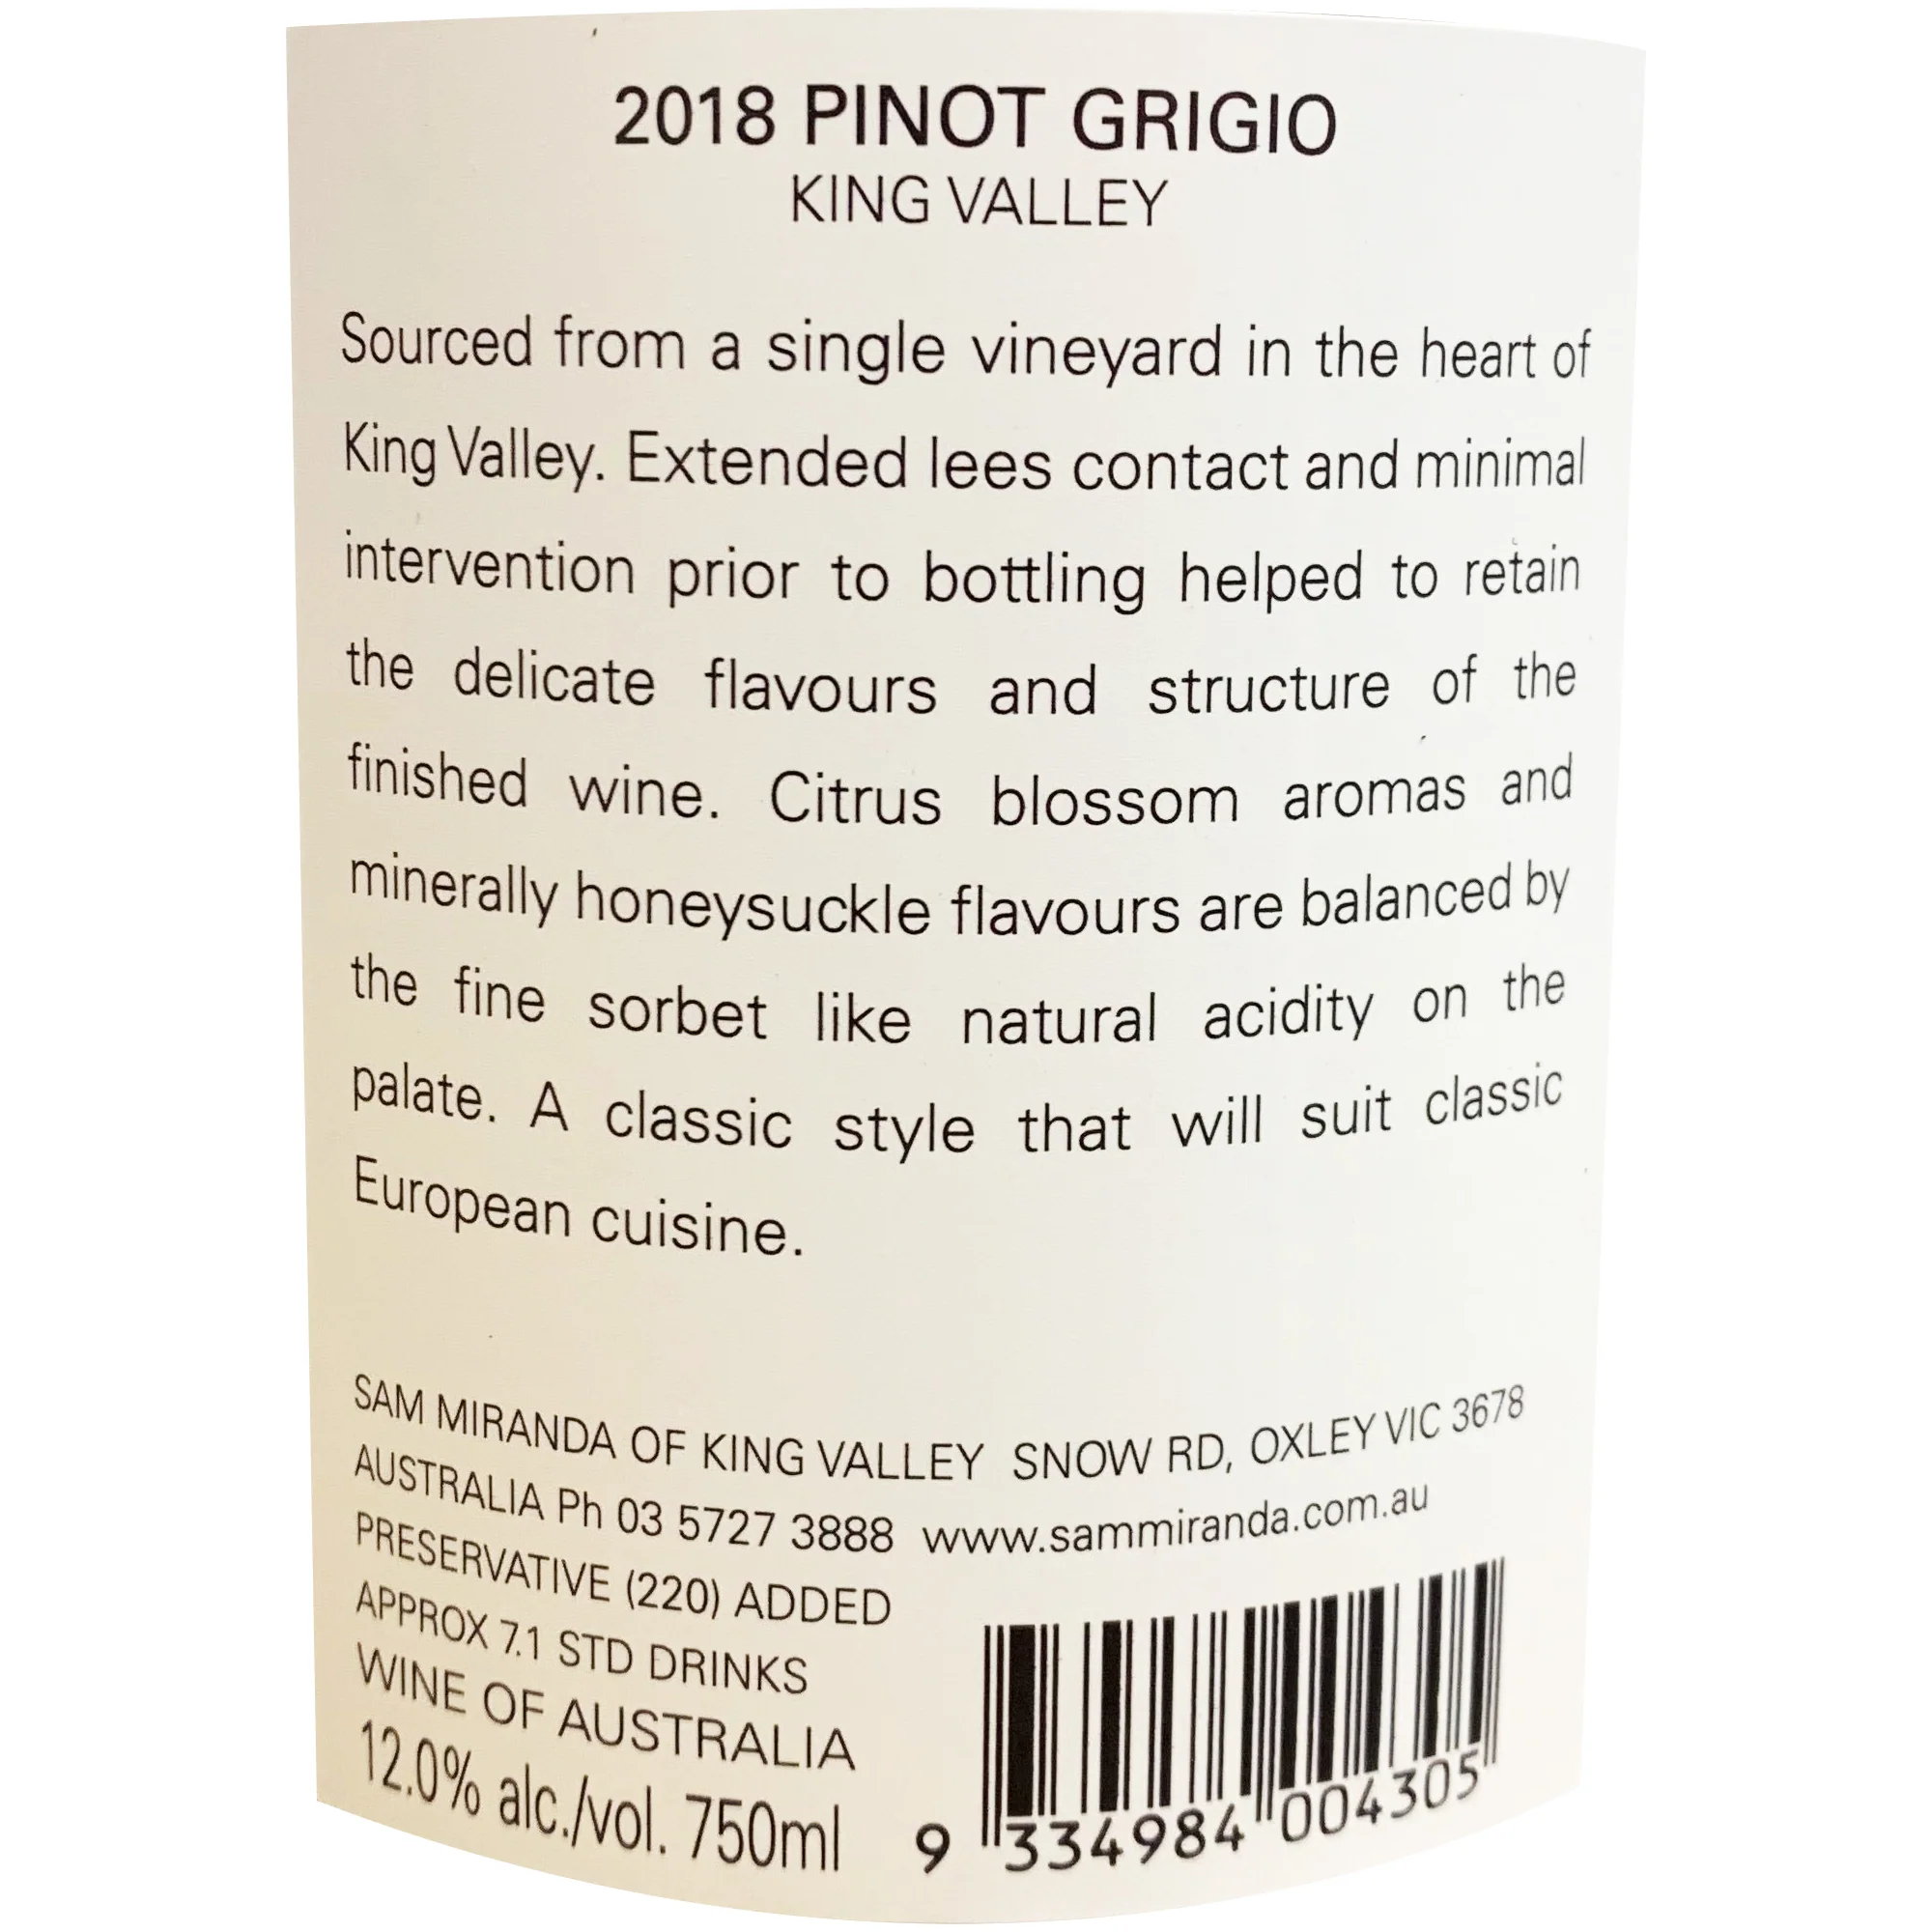 2018 PINOT GRIGIO
KING VALLEY
Sourced from a single vineyard in the heart of
King Valley. Extended lees contact and minimal
intervention prior to bottling helped to retain
the delicate flavours and structure of the
finished wine. Citrus blossom aromas and
minerally honeysuckle flavours are balanced by
the fine sorbet like natural acidity on the
palate. A classic style that will suit classic
European cuisine.
SAM MIRANDA OF KING VALLEY SNOW RD, OXLEY VIC 3678
AUSTRALIA Ph 03 5727 3888 www.sammiranda.com.au
PRESERVATIVE (220) ADDED
APPROX 7.1 STD DRINKS
WINE OF AUSTRALIA
12.0% alc./vol. 750ml
9 334984 004305